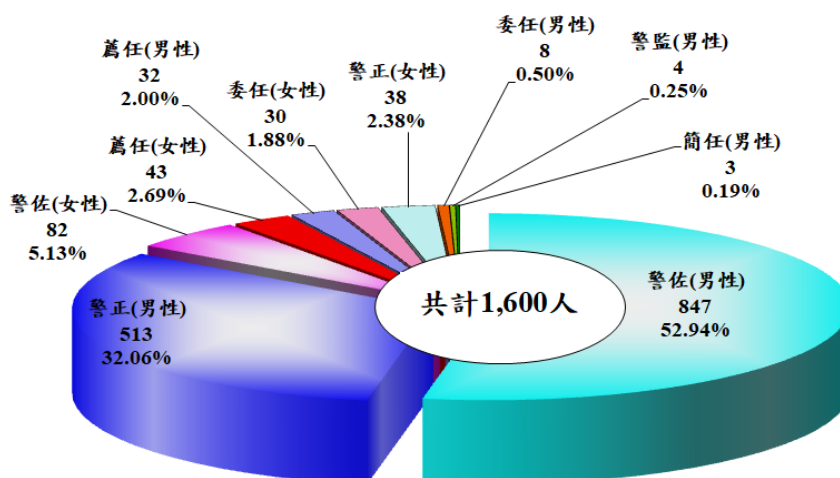 薦任(男性)
32
2.00%
委任(女性)
30
1.88%
警正(女性)
38
2.38%
委任(男性)
8
0.50%
警監(男性)
4
0.25%
簡任(男性)
3
0.19%
薦任(女性)
43
2.69%
警佐(女性)
82
5.13%
警正(男性)
513
32.06%
共計1,600人
警佐(男性)
847
52.94%